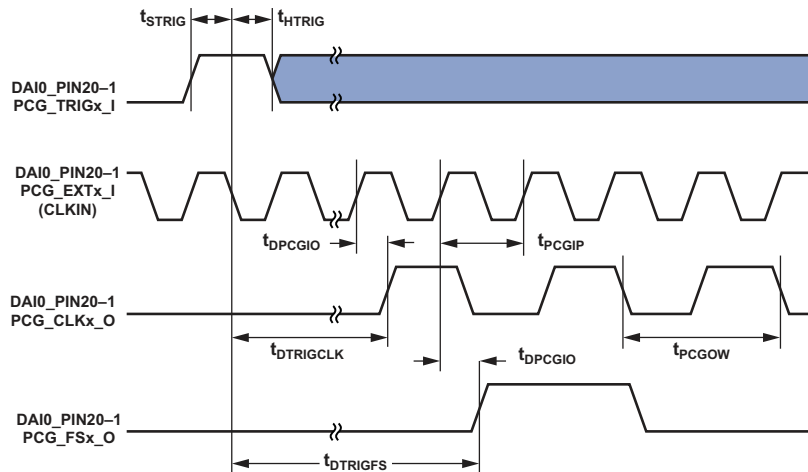 tSTRIG
tHTRIG
DAI0_PIN20–1
PCG_TRIGx_I
DAI0_PIN20–1
PCG_EXTx_I
(CLKIN)
tDPCGIO
tPCGIP
DAI0_PIN20–1
PCG_CLKx_O
tDTRIGCLK
tDPCGIO
tPCGOW
DAI0_PIN20–1
PCG_FSx_O
tDTRIGFS